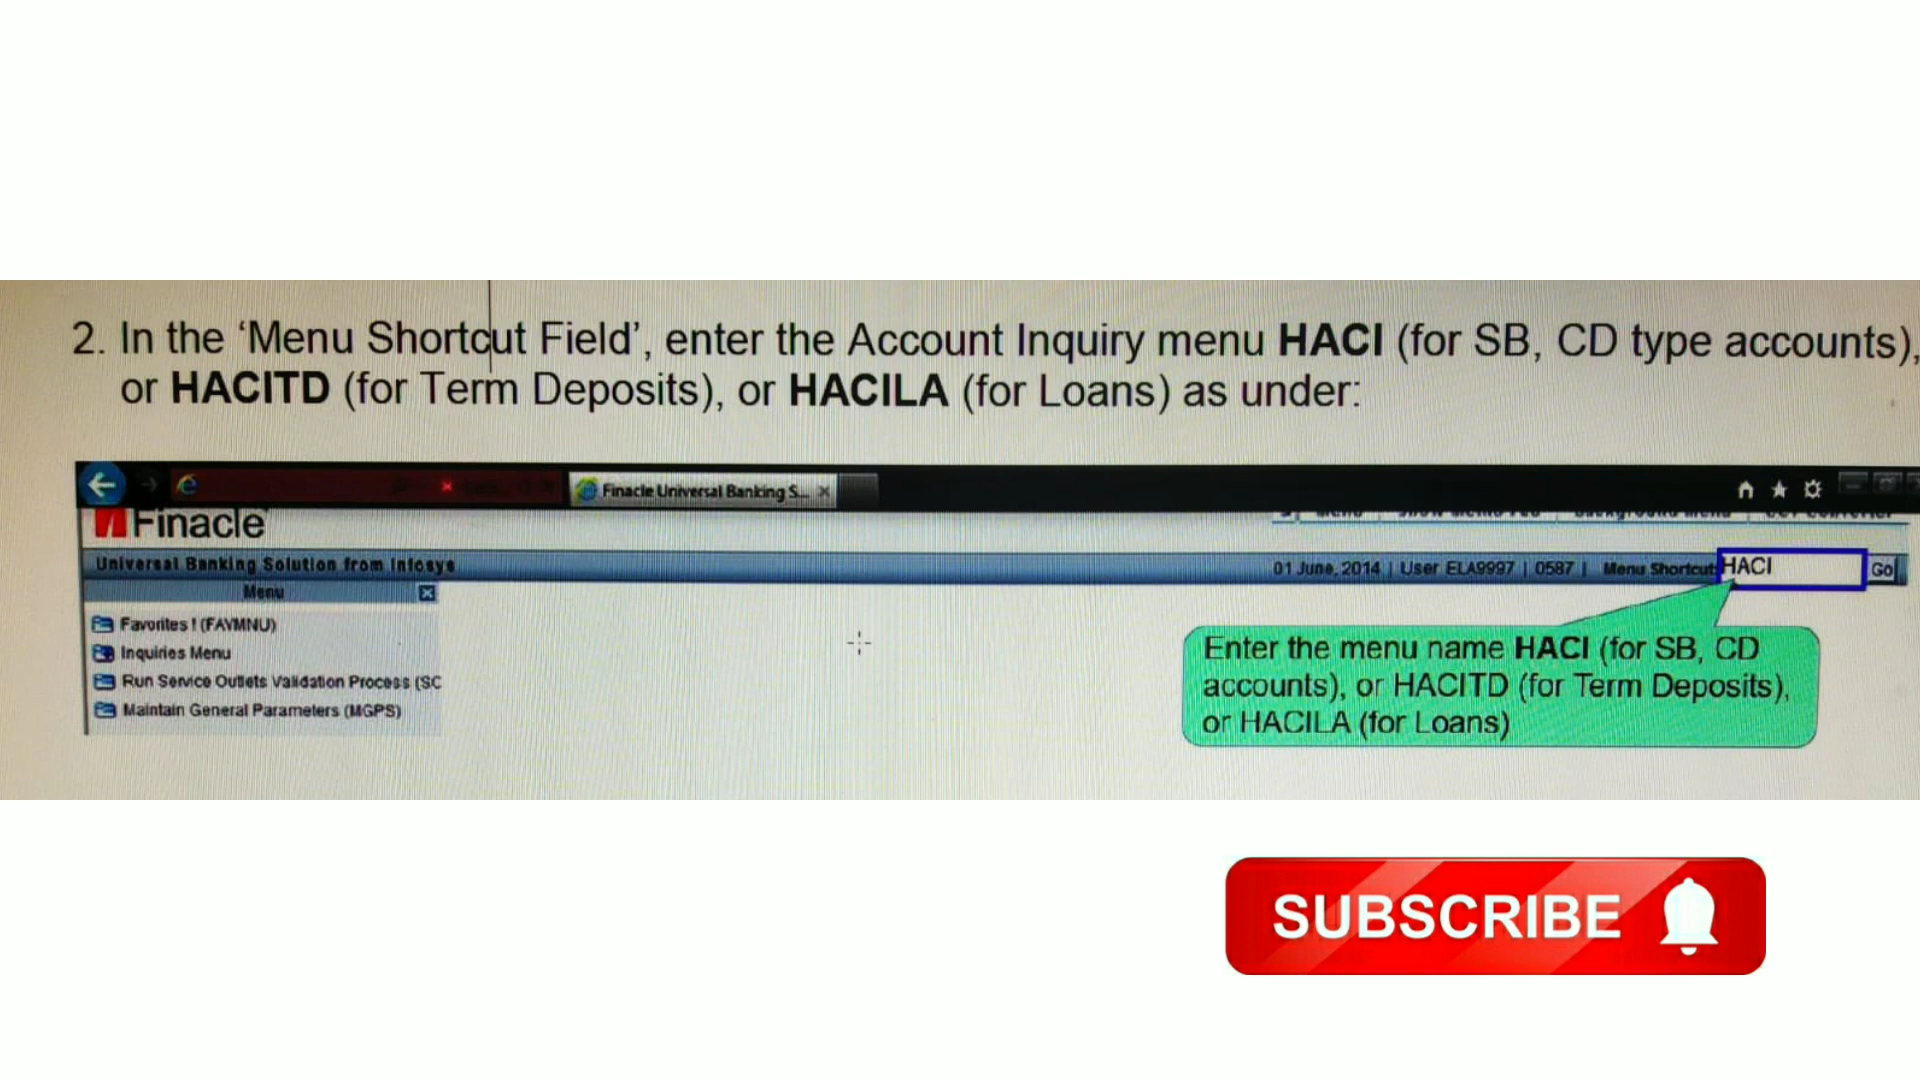 2. In the ‘Menu Shortcut Field’, enter the Account Inquiry menu HACI (for SB, CD type accounts),
or HACITD (for Term Deposits), or HACILA (for Loans) as under:
Finacle Universal Banking S...
Finacle
Universal Banking Solution from Infosys
01 June, 2014 | User ELA9997 | 0587 | Menu Shortcut HACI Go
Menu
Favorites ! (FAVMNU)
Inquiries Menu
Run Service Outlets Validation Process (SC
Maintain General Parameters (MGPS)
Enter the menu name HACI (for SB, CD
accounts), or HACITD (for Term Deposits),
or HACILA (for Loans)
SUBSCRIBE